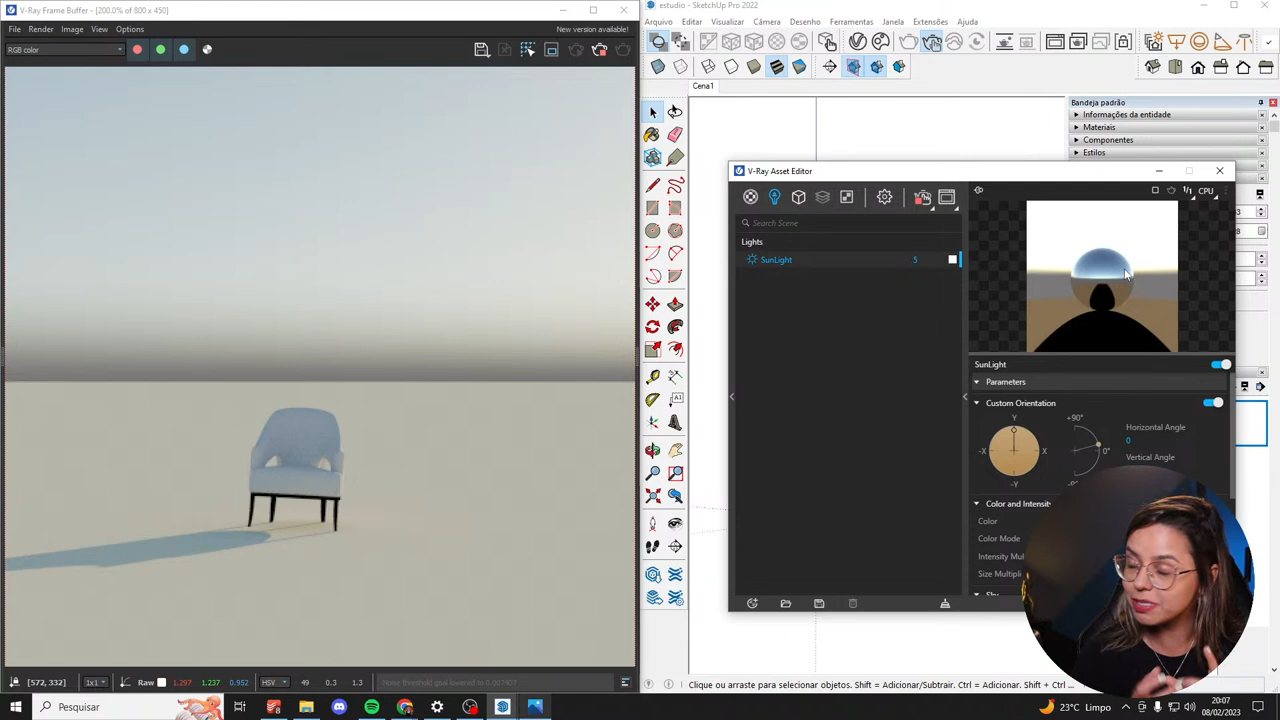 V-Ray Frame Buffer - [200.0% of 800 x 450]
File Render Image View Options
New version available!
RGB color
estudio - SketchUp Pro 2022
Arquivo Editar Visualizar Câmera Desenho Ferramentas Janela Extensões Ajuda
Cena1
Bandeja padrão
Informações da entidade
Materiais
Componentes
Estilos
V-Ray Asset Editor
1/1 CPU
Search Scene
Lights
SunLight 5
SunLight
Parameters
Custom Orientation
Y
-X X
-Y
+90°
0°
Horizontal Angle
0
Vertical Angle
Color and Intensity
Color
Color Mode
Intensity Mul
Size Multipli
A1
[572, 332] 1x1 Raw 1.297 1.237 0.952 HSV 49 0.3 1.3 Noise threshold goal lowered to 0.007407
Clique ou arraste para selecionar objetos. Shift = Adicionar/Subtrair. Ctrl = Adicionar. Shift + Ctrl = Adicionar...
Pesquisar
23°C Limpo
20:07
08/02/2023